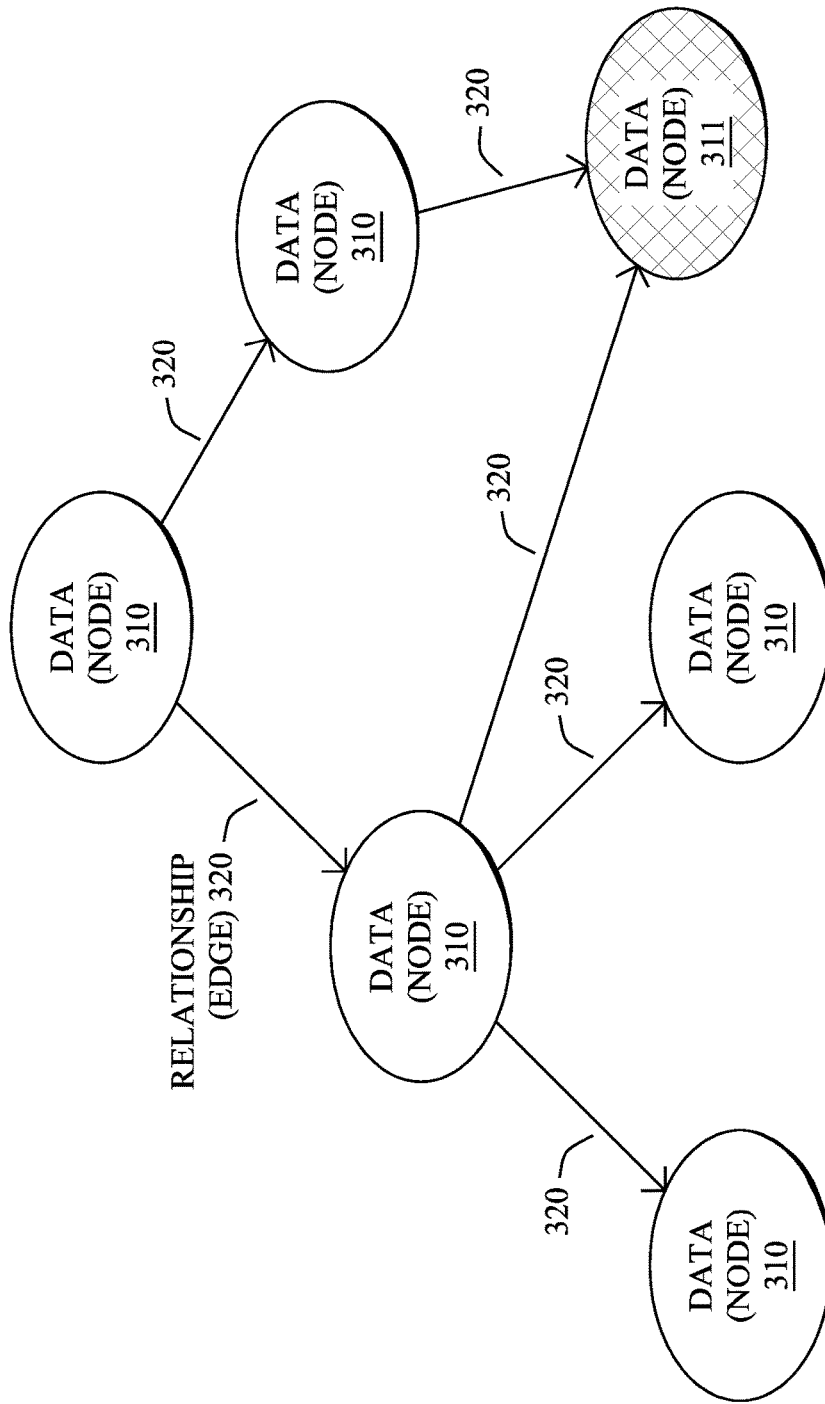 DATA
(NODE)
310
320
DATA
(NODE)
310
RELATIONSHIP
(EDGE) 320
320
DATA
(NODE)
310
320
DATA
(NODE)
311
320
320
DATA
(NODE)
310
DATA
(NODE)
310